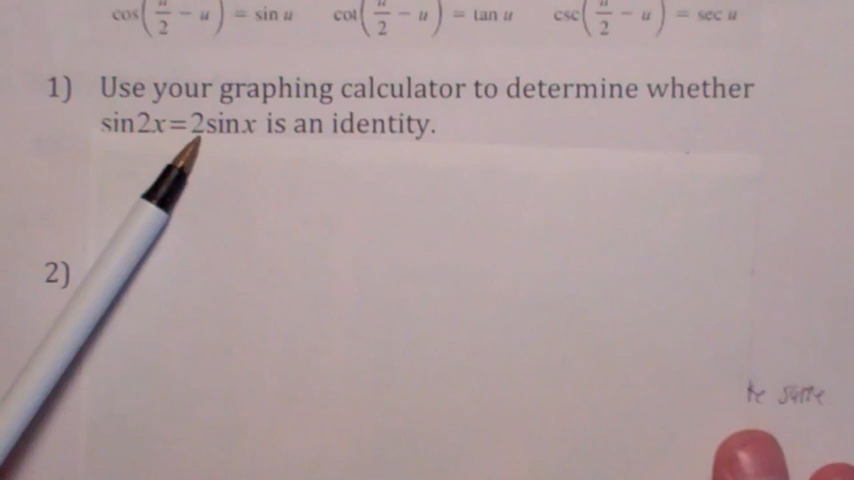 cos(π/2 − u) = sin u cot(π/2 − u) = tan u csc(π/2 − u) = sec u
1) Use your graphing calculator to determine whether
sin2x=2sinx is an identity.
2)
same